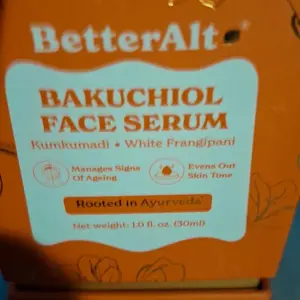 BetterAlt
BAKUCHIOL
FACE SERUM
Kumkumadi • White Frangipani
Manages Signs
Of Ageing
Evens Out
Skin Tone
Rooted in Ayurveda
Net weight: 1.0 fl. oz. (30ml)